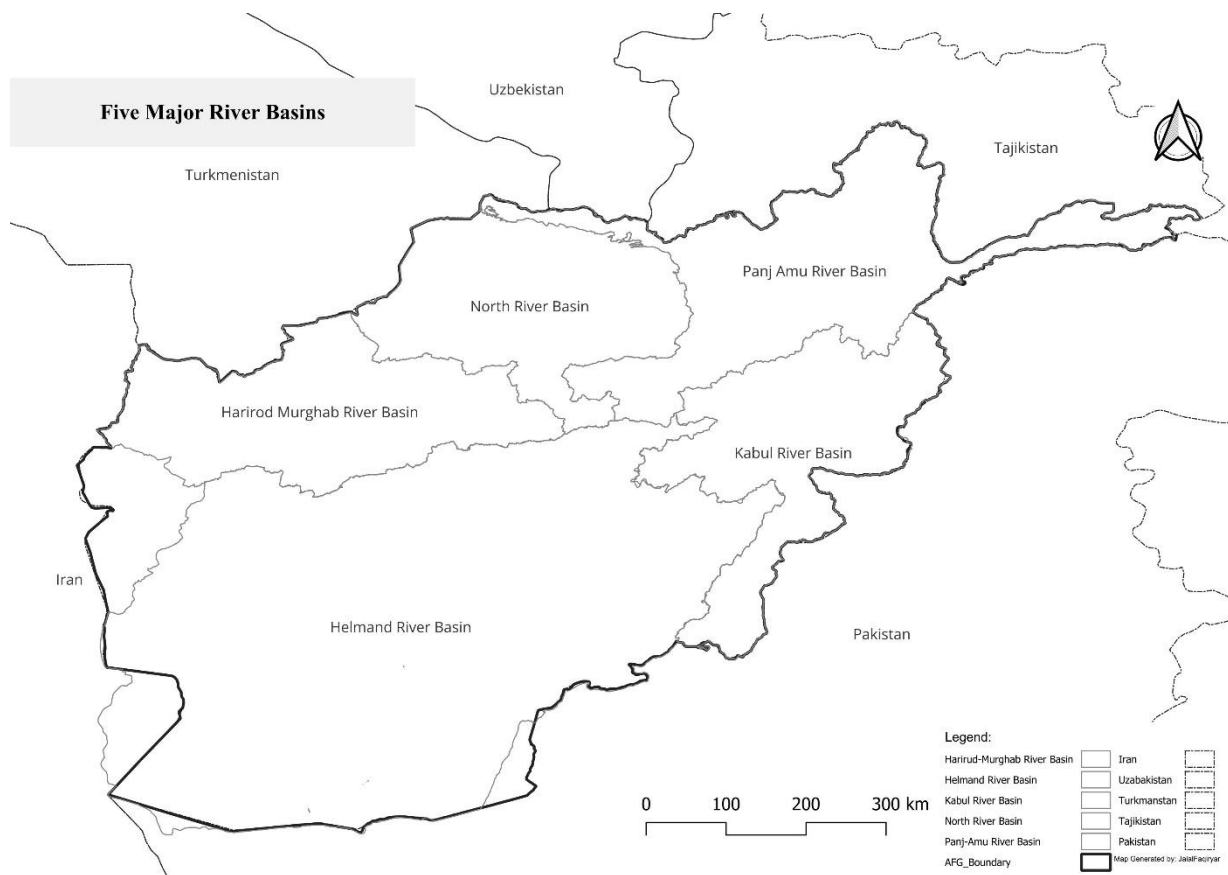 Five Major River Basins
Uzbekistan
Tajikistan
Turkmenistan
Panj Amu River Basin
North River Basin
Harirod Murghab River Basin
Kabul River Basin
Iran
Helmand River Basin
Pakistan
Legend:
Harirud-Murghab River Basin Iran
Helmand River Basin Uzabakistan
Kabul River Basin Turkmanstan
North River Basin Tajikistan
Panj-Amu River Basin Pakistan
AFG_Boundary Map Generated by: JalalFaqiryar
0 100 200 300 km